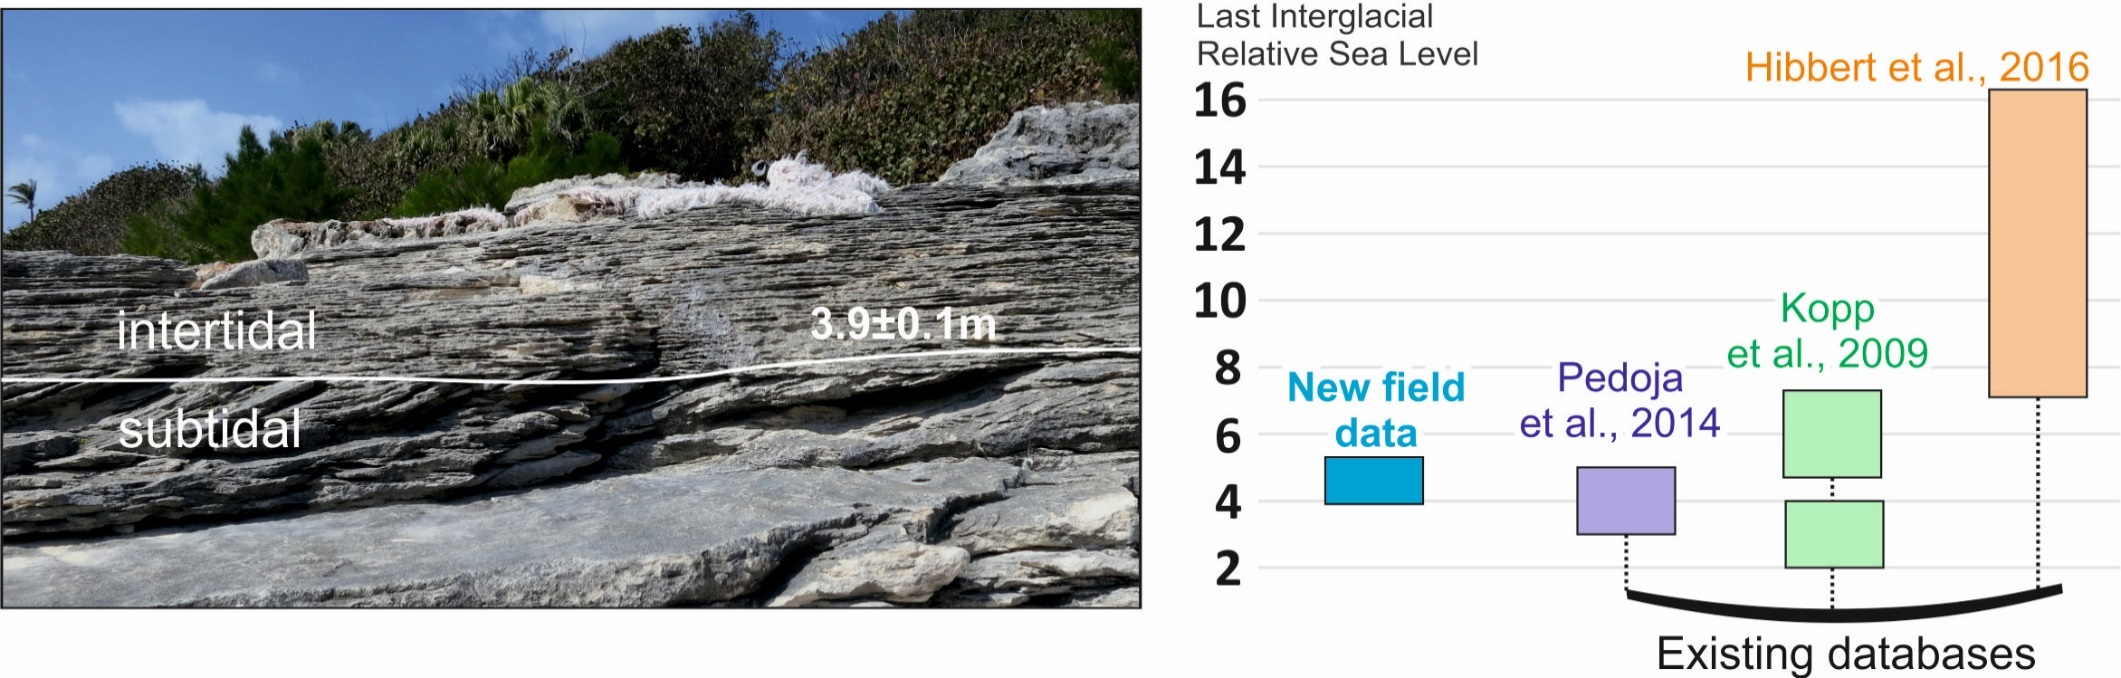 intertidal
3.9±0.1m
subtidal
Last Interglacial
Relative Sea Level
16
14
12
10
8
6
4
2
New field
data
Pedoja
et al., 2014
Kopp
et al., 2009
Hibbert et al., 2016
Existing databases